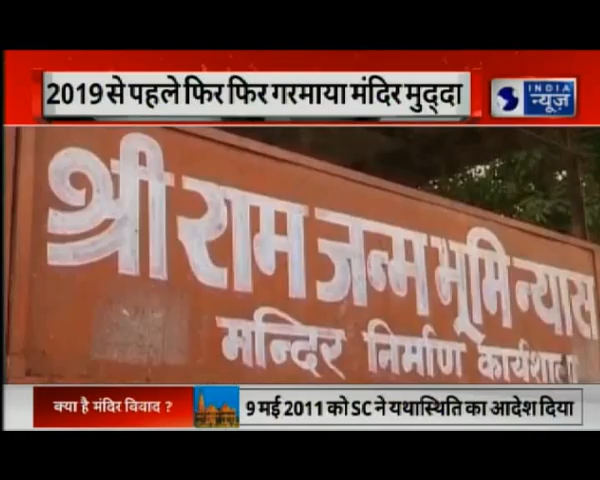 2019 से पहले फिर फिर गरमाया मंदिर मुद्दा
INDIA
न्यूज़
श्री राम जन्म भूमि न्यास
मन्दिर निर्माण कार्यशाला
क्या है मंदिर विवाद ?
9 मई 2011 को SC ने यथास्थिति का आदेश दिया